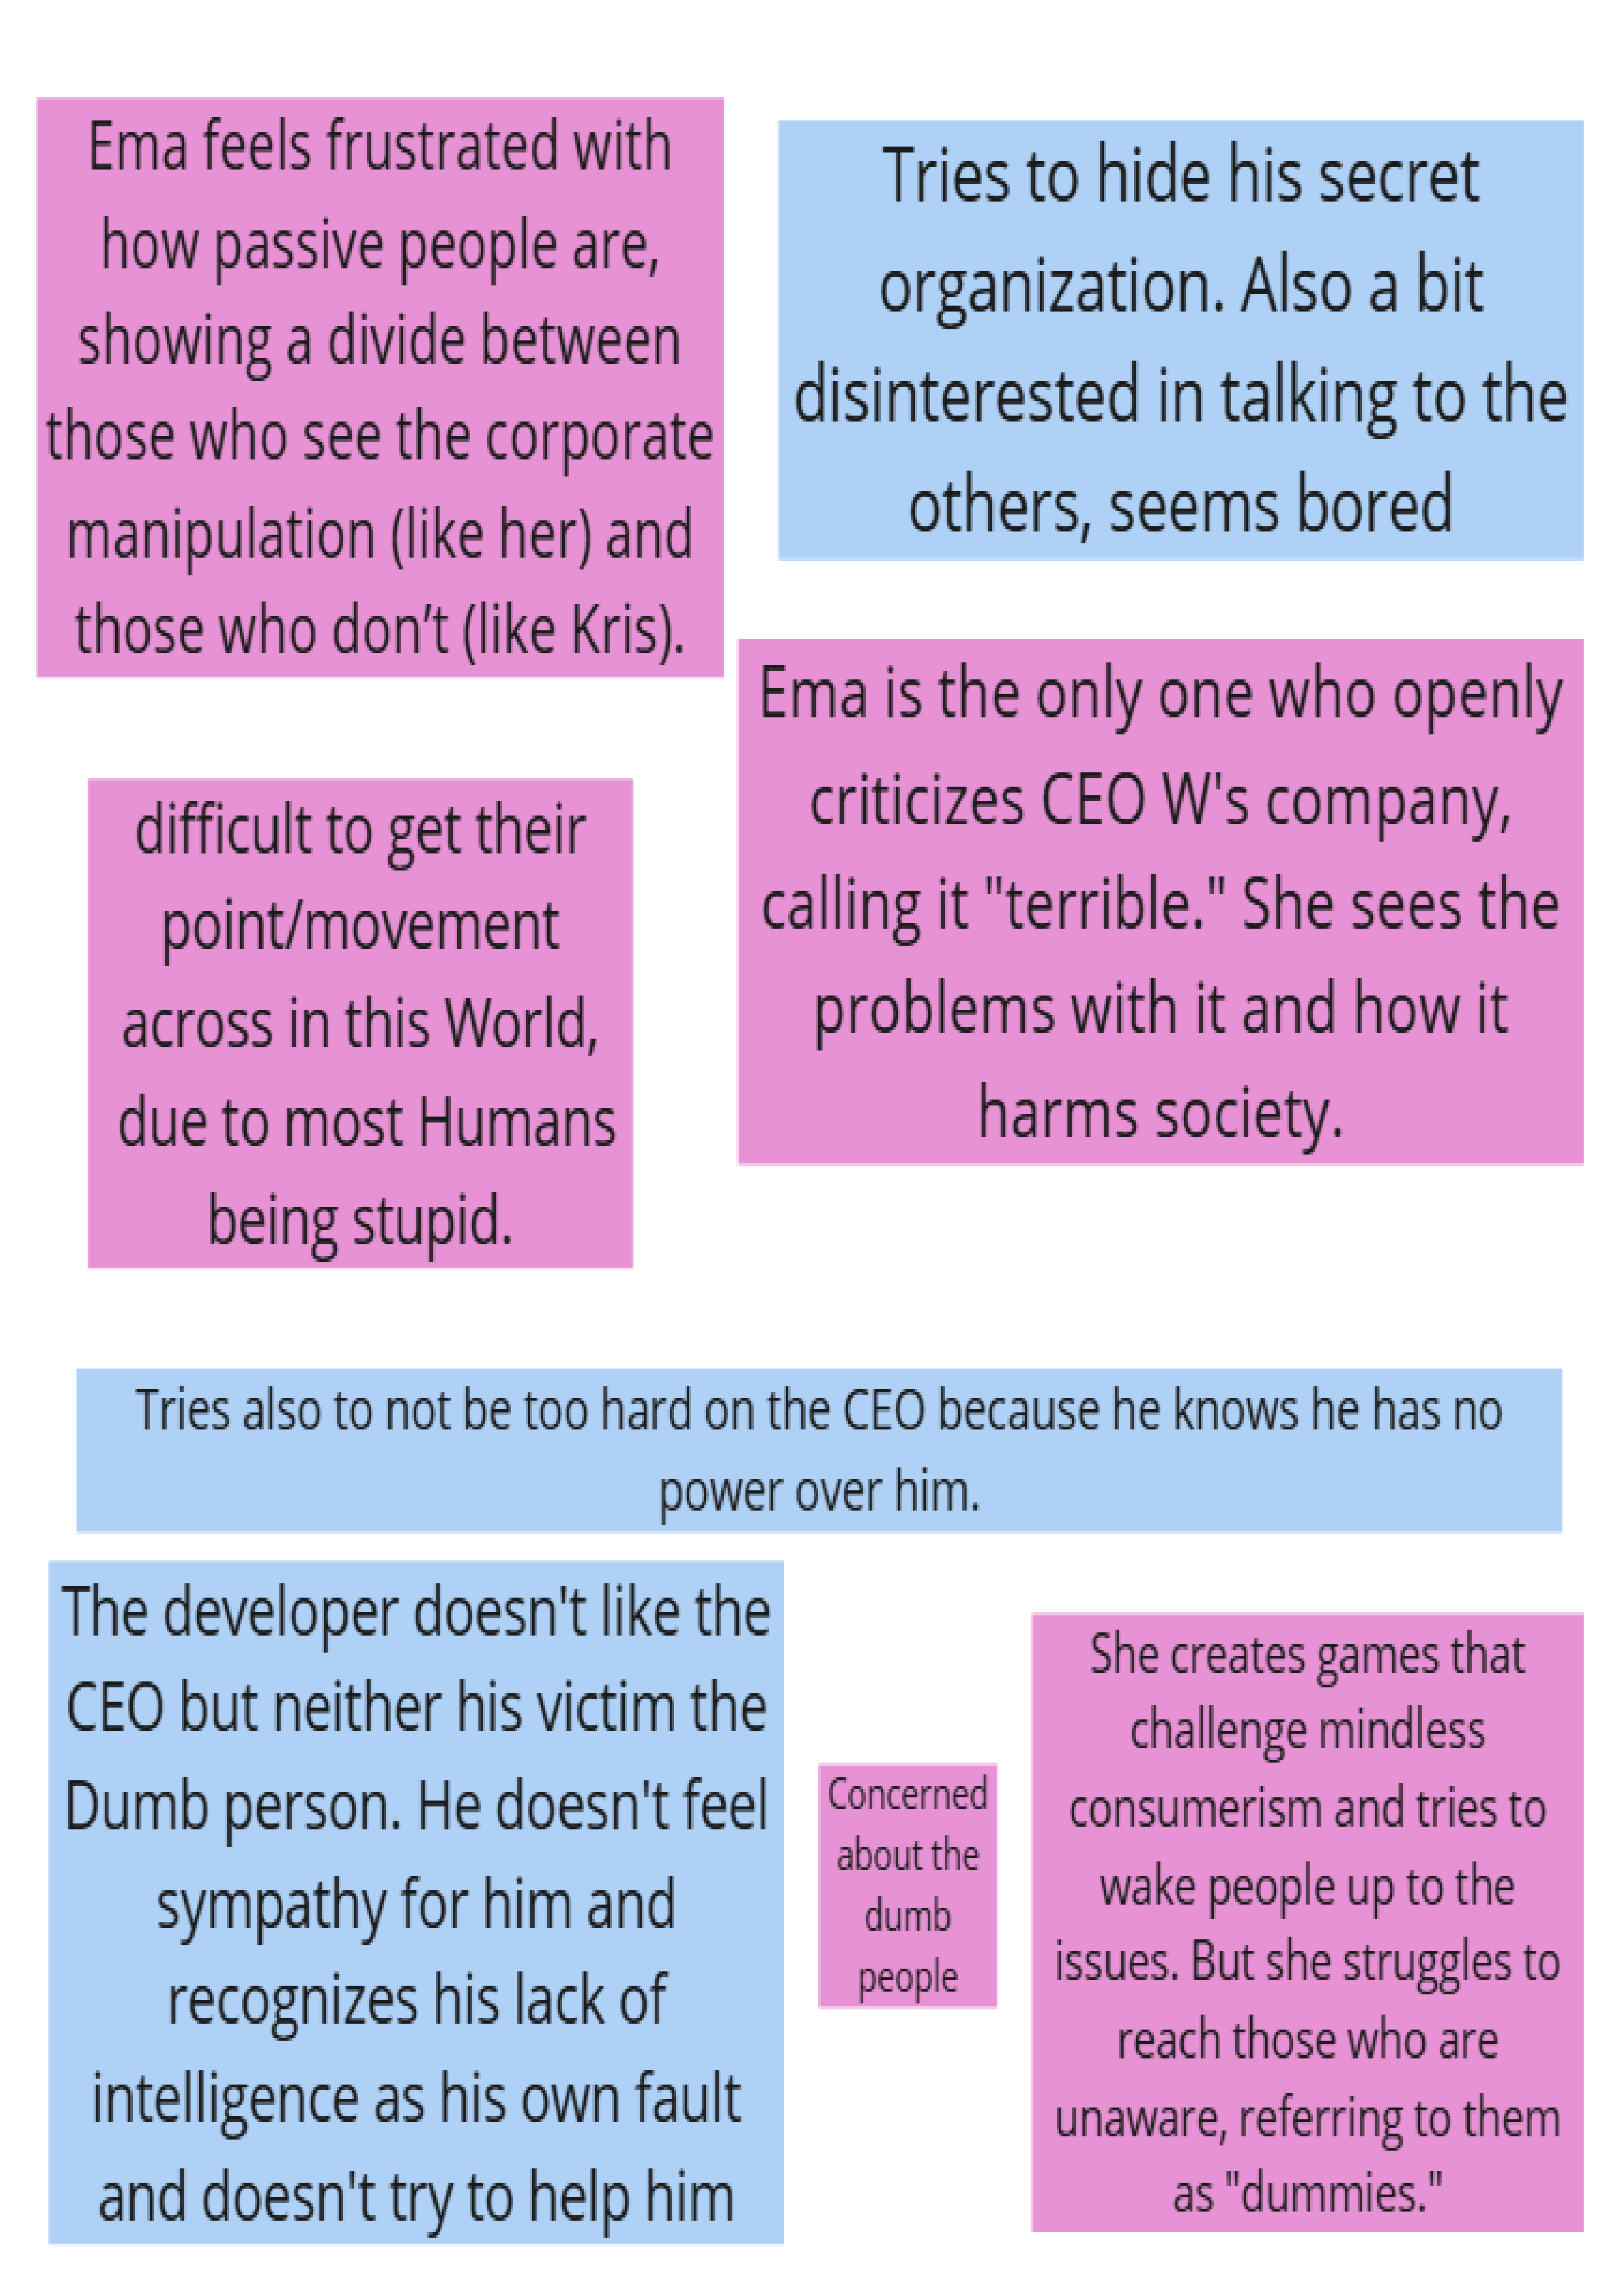 Ema feels frustrated with
how passive people are,
showing a divide between
those who see the corporate
manipulation (like her) and
those who don’t (like Kris).
Tries to hide his secret
organization. Also a bit
disinterested in talking to the
others, seems bored
Ema is the only one who openly
criticizes CEO W's company,
calling it "terrible." She sees the
problems with it and how it
harms society.
difficult to get their
point/movement
across in this World,
due to most Humans
being stupid.
Tries also to not be too hard on the CEO because he knows he has no
power over him.
The developer doesn't like the
CEO but neither his victim the
Dumb person. He doesn't feel
sympathy for him and
recognizes his lack of
intelligence as his own fault
and doesn't try to help him
Concerned
about the
dumb
people
She creates games that
challenge mindless
consumerism and tries to
wake people up to the
issues. But she struggles to
reach those who are
unaware, referring to them
as "dummies."